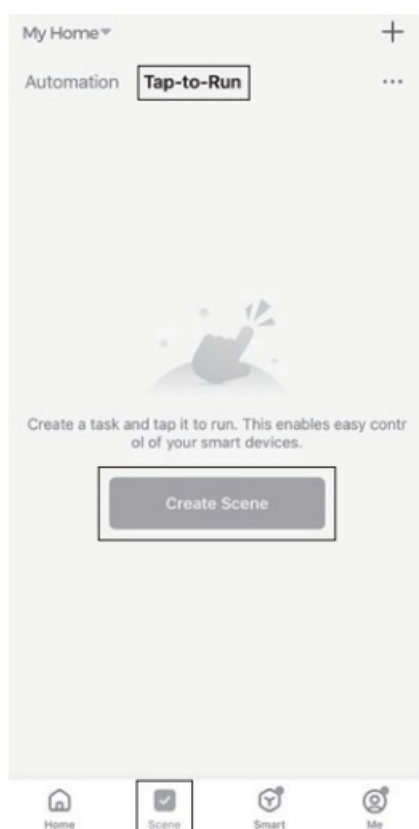 My Home
Automation Tap-to-Run
Create a task and tap it to run. This enables easy contr
ol of your smart devices.
Create Scene
Home Scene Smart Me